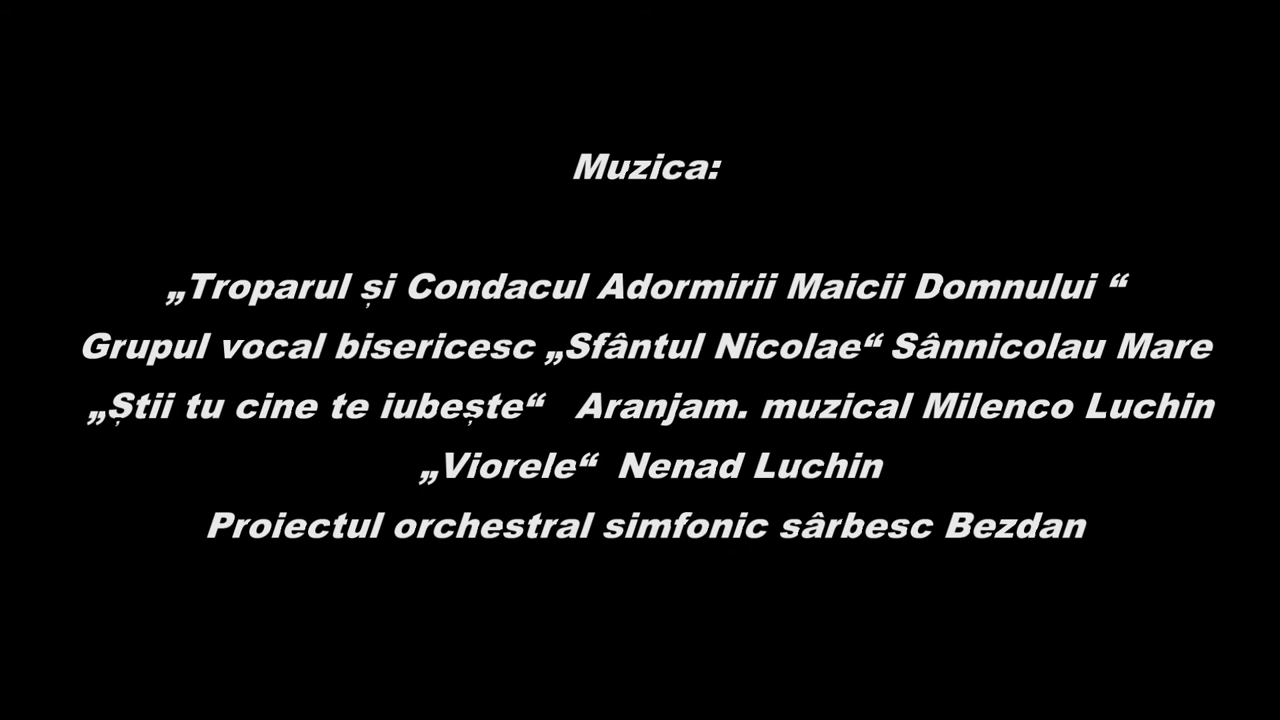 Muzica:
„Troparul și Condacul Adormirii Maicii Domnului “
Grupul vocal bisericesc „Sfântul Nicolae“ Sânnicolau Mare
„Știi tu cine te iubește“   Aranjam. muzical Milenco Luchin
„Viorele“  Nenad Luchin
Proiectul orchestral simfonic sârbesc Bezdan